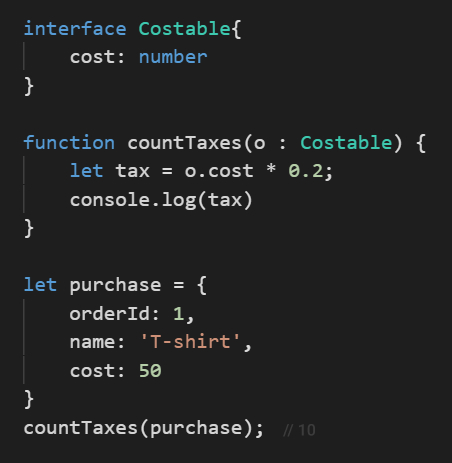 interface Costable{
    cost: number
}

function countTaxes(o : Costable) {
    let tax = o.cost * 0.2;
    console.log(tax)
}

let purchase = {
    orderId: 1,
    name: 'T-shirt',
    cost: 50
}
countTaxes(purchase); // 10